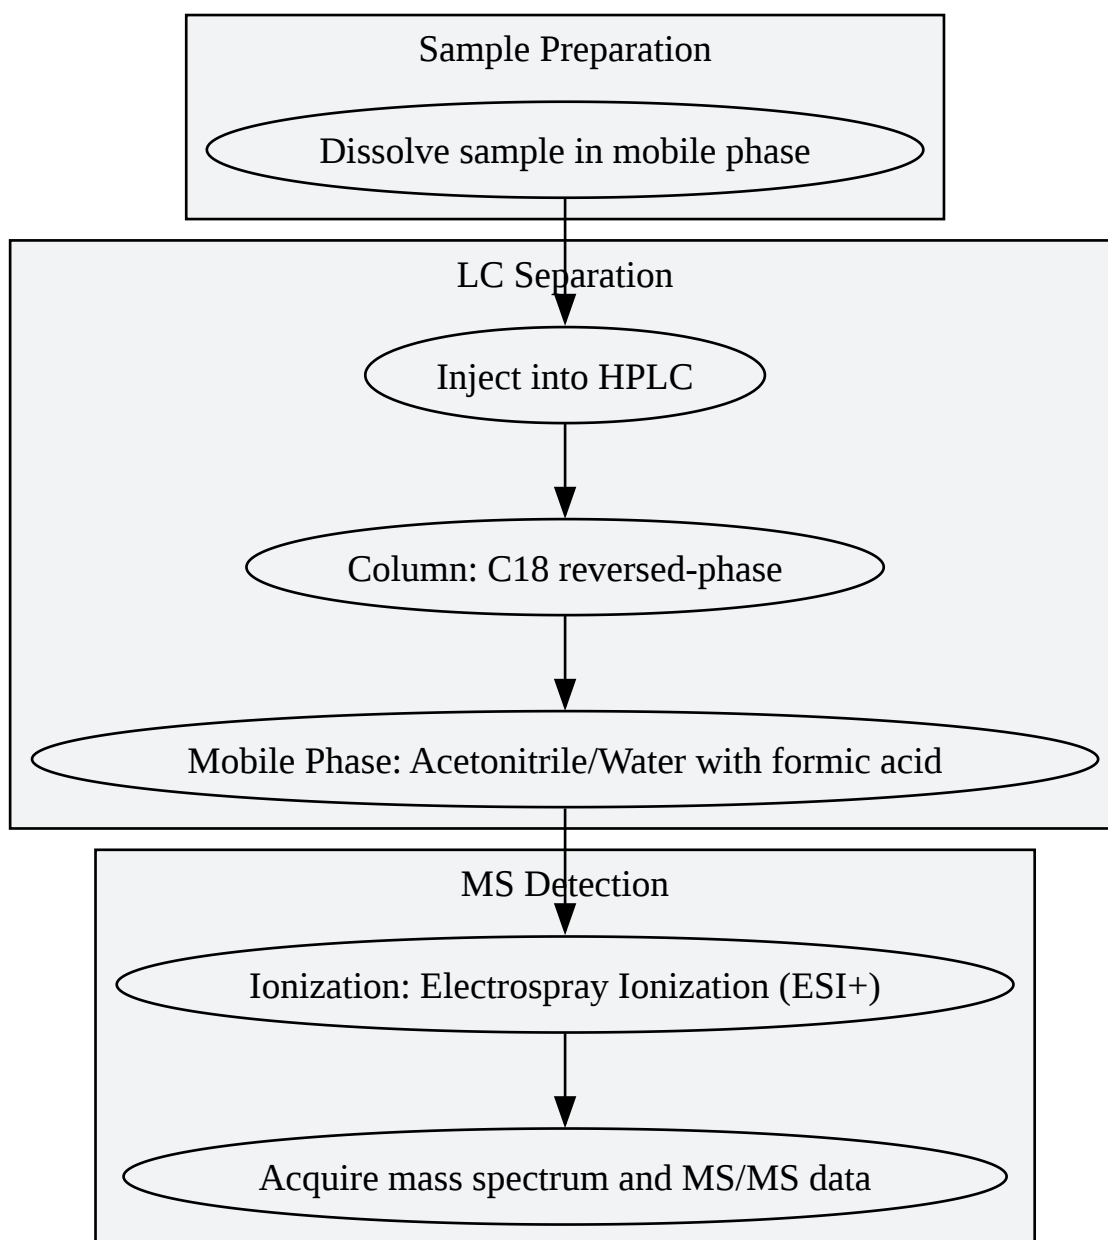 Sample Preparation
Dissolve sample in mobile phase
LC Separation
Inject into HPLC
Column: C18 reversed-phase
Mobile Phase: Acetonitrile/Water with formic acid
MS Detection
Ionization: Electrospray Ionization (ESI+)
Acquire mass spectrum and MS/MS data